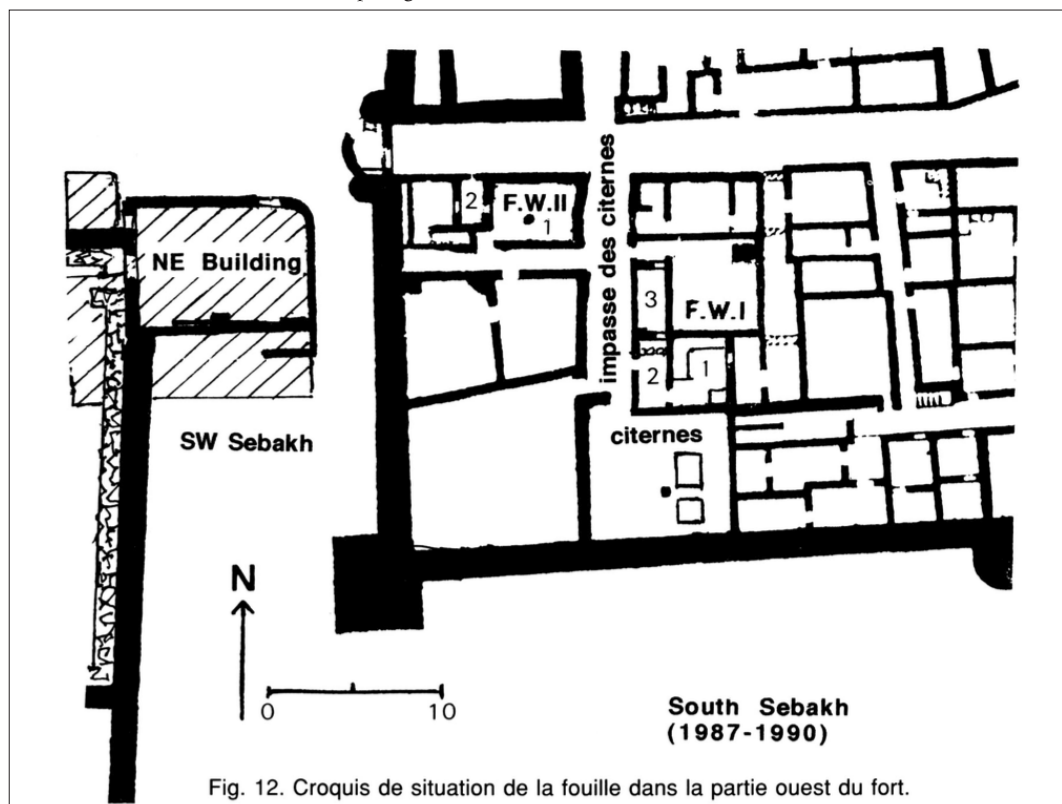 impasse des citernes
2
F.W.II
1
NE Building
3
F.W.I
2
1
SW Sebakh
citernes
N
0
10
South Sebakh
(1987-1990)
Fig. 12. Croquis de situation de la fouille dans la partie ouest du fort.